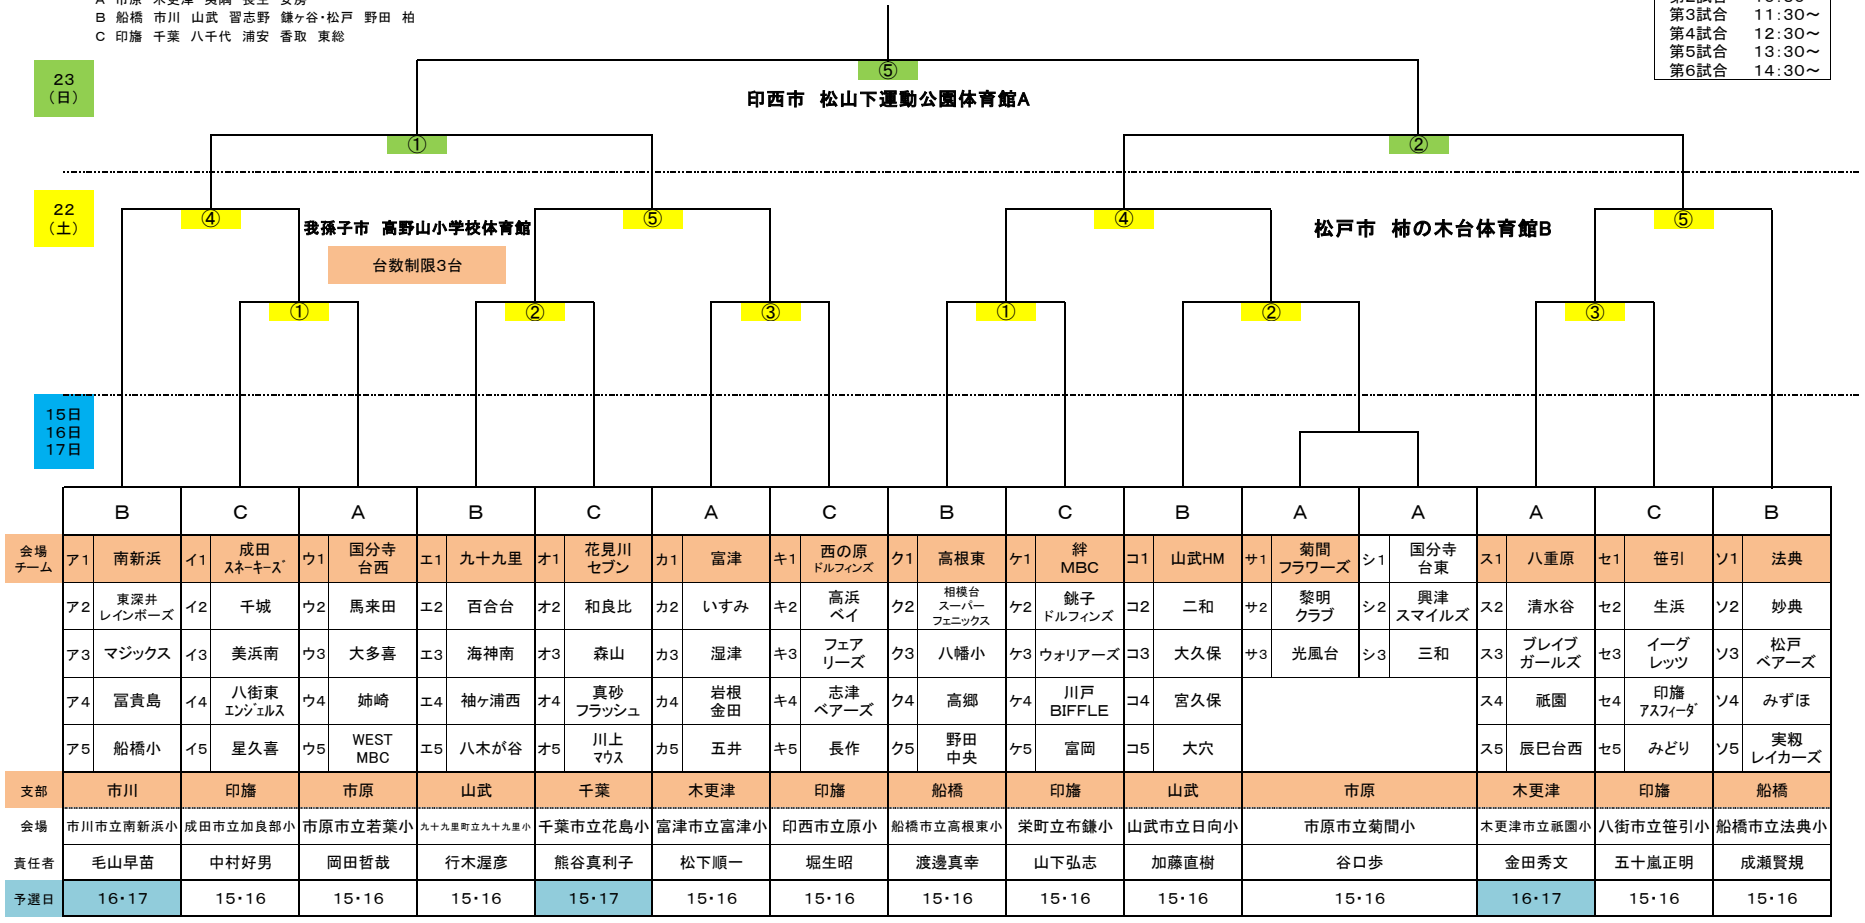 A 市原 木更津 夷隅 長生 安房
B 船橋 市川 山武 習志野 鎌ヶ谷・松戸 野田 柏
C 印旛 千葉 八千代 浦安 香取 東総
第3試合 11:30～
第4試合 12:30～
第5試合 13:30～
第6試合 14:30～
23
（日）
⑤
印西市 松山下運動公園体育館A
① ②
22
（土）
④ ⑤ ④ ⑤
我孫子市 高野山小学校体育館
松戸市 柿の木台体育館B
台数制限3台
① ② ③ ① ② ③
15日
16日
17日
B C A B C A C B C B A A A C B
会場
チーム
ア1 南新浜 イ1 成田スネーキーズ ウ1 国分寺台西 エ1 九十九里 オ1 花見川セブン カ1 富津 キ1 西の原ドルフィンズ ク1 高根東 ケ1 絆MBC コ1 山武HM サ1 菊間フラワーズ シ1 国分寺台東 ス1 八重原 セ1 笹引 ソ1 法典
ア2 東深井レインボーズ イ2 千城 ウ2 馬来田 エ2 百合台 オ2 和良比 カ2 いすみ キ2 高浜ベイ ク2 相模台スーパーフェニックス ケ2 銚子ドルフィンズ コ2 二和 サ2 黎明クラブ シ2 興津スマイルズ ス2 清水谷 セ2 生浜 ソ2 妙典
ア3 マジックス イ3 美浜南 ウ3 大多喜 エ3 海神南 オ3 森山 カ3 湿津 キ3 フェアリーズ ク3 八幡小 ケ3 ウォリアーズ コ3 大久保 サ3 光風台 シ3 三和 ス3 ブレイブガールズ セ3 イーグレッツ ソ3 松戸ベアーズ
ア4 冨貴島 イ4 八街東エンジェルス ウ4 姉崎 エ4 袖ヶ浦西 オ4 真砂フラッシュ カ4 岩根金田 キ4 志津ベアーズ ク4 高郷 ケ4 川戸BIFFLE コ4 宮久保 ス4 祇園 セ4 印旛アスフィーダ ソ4 みずほ
ア5 船橋小 イ5 星久喜 ウ5 WEST MBC エ5 八木が谷 オ5 川上マウス カ5 五井 キ5 長作 ク5 野田中央 ケ5 富岡 コ5 大穴 ス5 辰巳台西 セ5 みどり ソ5 実籾レイカーズ
支部 市川 印旛 市原 山武 千葉 木更津 印旛 船橋 印旛 山武 市原 木更津 印旛 船橋
会場 市川市立南新浜小 成田市立加良部小 市原市立若葉小 九十九里町立九十九里小 千葉市立花島小 富津市立富津小 印西市立原小 船橋市立高根東小 栄町立布鎌小 山武市立日向小 市原市立菊間小 木更津市立祇園小 八街市立笹引小 船橋市立法典小
責任者 毛山早苗 中村好男 岡田哲哉 行木渥彦 熊谷真利子 松下順一 堀生昭 渡邊真幸 山下弘志 加藤直樹 谷口歩 金田秀文 五十嵐正明 成瀬賢規
予選日 16・17 15・16 15・16 15・16 15・17 15・16 15・16 15・16 15・16 15・16 15・16 16・17 15・16 15・16